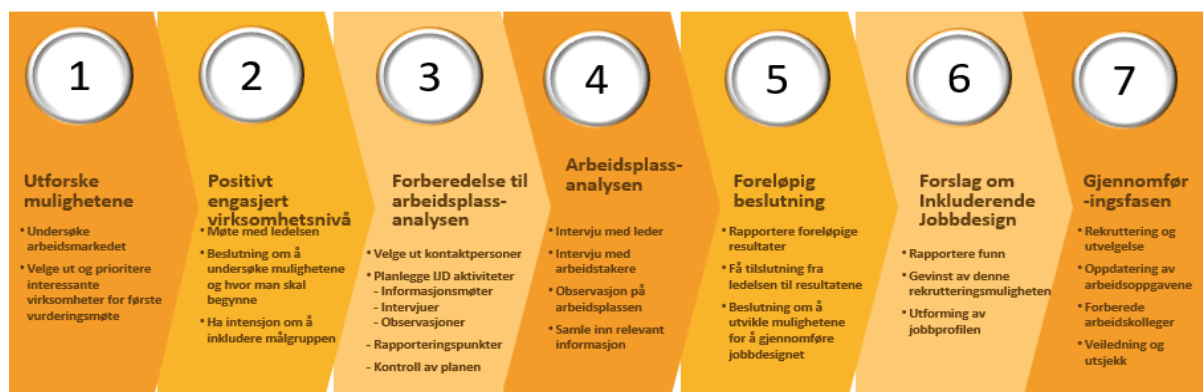 1
Utforske
mulighetene
• Undersøke
arbeidsmarkedet
• Velge ut og prioritere
interessante
virksomheter for første
vurderingsmøte
2
Positivt
engasjert
virksomhetsnivå
• Møte med ledelsen
• Beslutning om å
undersøke mulighetene
og hvor man skal
begynne
• Ha intensjon om å
inkludere målgruppen
3
Forberedelse til
arbeidsplass-
analysen
• Velge ut kontaktpersoner
• Planlegge IJD aktiviteter
- Informasjonsmøter
- Intervjuer
- Observasjoner
- Rapporteringspunkter
- Kontroll av planen
4
Arbeidsplass-
analysen
• Intervju med leder
• Intervju med
arbeidstakere
• Observasjon på
arbeidsplassen
• Samle inn relevant
informasjon
5
Foreløpig
beslutning
• Rapportere foreløpige
resultater
• Få tilslutning fra
ledelsen til resultatene
• Beslutning om å
utvikle mulighetene
for å gjennomføre
jobbdesignet
6
Forslag om
Inkluderende
Jobbdesign
• Rapportere funn
• Gevinst av denne
rekrutteringsmuligheten
• Utforming av
jobbprofilen
7
Gjennomfør
-ingsfasen
• Rekruttering og
utvelgelse
• Oppdatering av
arbeidsoppgavene
• Forberede
arbeidskolleger
• Veiledning og
utsjekk